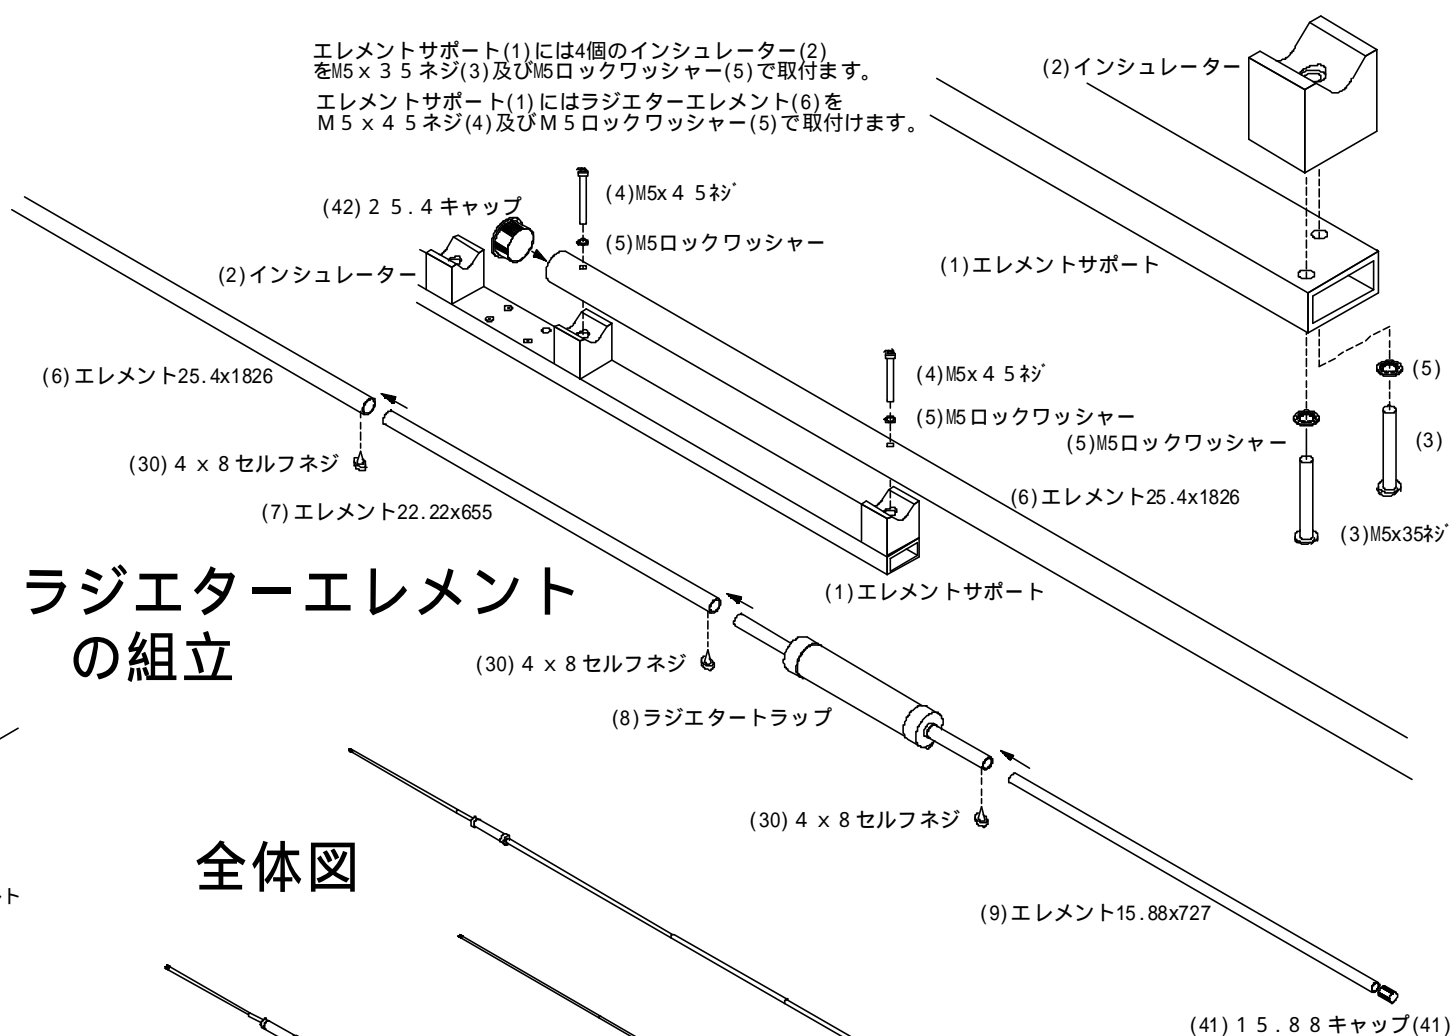 エレメントサポート(1)には4個のインシュレーター(2)
をM5x３５ネジ(3)及びM5ロックワッシャー(5)で取付ます。
エレメントサポート(1)にはラジエターエレメント(6)を
Ｍ５x４５ネジ(4)及びＭ５ロックワッシャー(5)で取付けます。
(2)インシュレーター
(4)M5x４５ﾈｼﾞ
(42)２５.４キャップ
(5)M5ロックワッシャー
(2)インシュレーター
(1)エレメントサポート
(6)エレメント25.4x1826
(4)M5x４５ﾈｼﾞ
(5)
(5)M5ロックワッシャー
(5)M5ロックワッシャー
(3)
(30)４ｘ８セルフネジ
(6)エレメント25.4x1826
(7)エレメント22.22x655
(3)M5x35ﾈｼﾞ
(1)エレメントサポート
ラジエターエレメント
の組立
(30)４ｘ８セルフネジ
(8)ラジエタートラップ
(30)４ｘ８セルフネジ
全体図
ント
(9)エレメント15.88x727
(41)１５.８８キャップ(41)